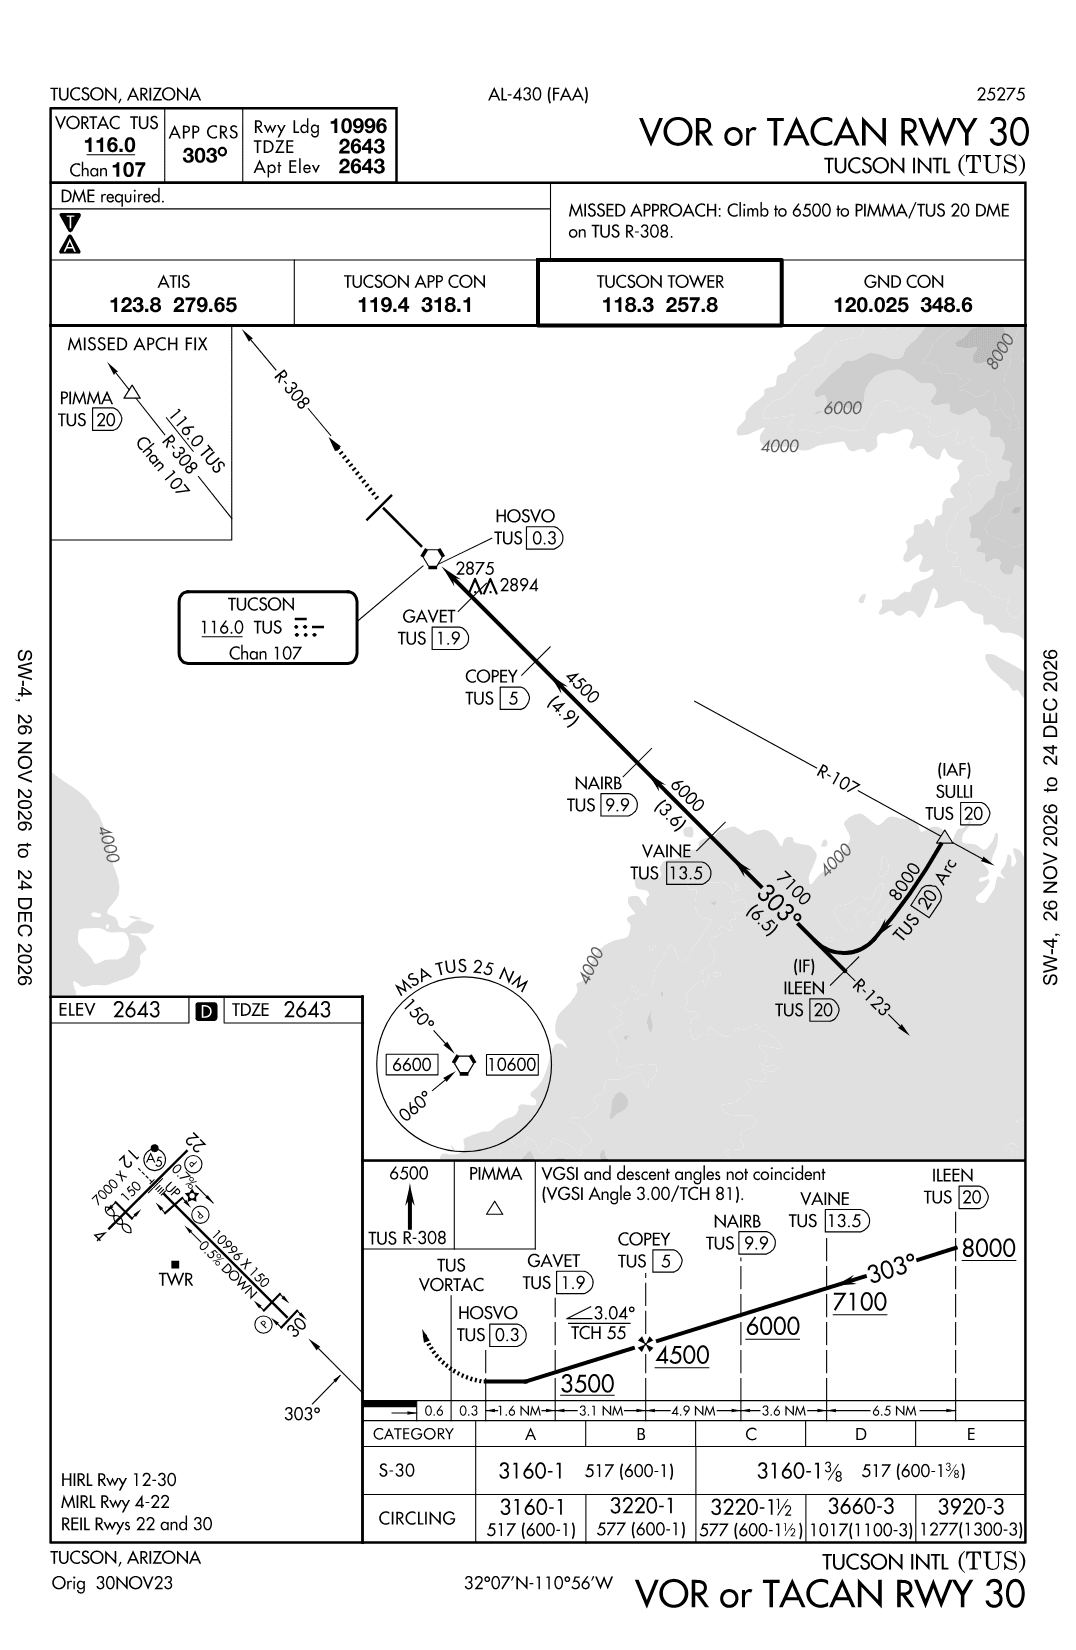 TUCSON, ARIZONA
AL-430 (FAA)
25275
VORTAC TUS
116.0
Chan 107
APP CRS
303°
Rwy Ldg 10996
TDZE 2643
Apt Elev 2643
VOR or TACAN RWY 30
TUCSON INTL (TUS)
DME required.
T
A
MISSED APPROACH: Climb to 6500 to PIMMA/TUS 20 DME
on TUS R-308.
ATIS
123.8 279.65
TUCSON APP CON
119.4 318.1
TUCSON TOWER
118.3 257.8
GND CON
120.025 348.6
MISSED APCH FIX
PIMMA
TUS 20
116.0 TUS
R-308
Chan 107
R-308
8000
6000
4000
HOSVO
TUS 0.3
2875
2894
TUCSON
116.0 TUS
Chan 107
GAVET
TUS 1.9
COPEY
TUS 5
4500
(4.9)
NAIRB
TUS 9.9
6000
(3.6)
R-107
(IAF)
SULLI
TUS 20
VAINE
TUS 13.5
4000
4000
7100
303°
(6.5)
8000
TUS 20 Arc
(IF)
ILEEN
TUS 20
R-123
4000
MSA TUS 25 NM
150°
6600
10600
060°
SW-4, 26 NOV 2026 to 24 DEC 2026
SW-4, 26 NOV 2026 to 24 DEC 2026
ELEV 2643
D
TDZE 2643
12
22
A5
P
7000 X 150
0.7%
UP
P
4
10996 X 150
0.5% DOWN
TWR
P
30
303°
HIRL Rwy 12-30
MIRL Rwy 4-22
REIL Rwys 22 and 30
6500
TUS R-308
PIMMA
VGSI and descent angles not coincident
(VGSI Angle 3.00/TCH 81).
ILEEN
TUS 20
VAINE
TUS 13.5
NAIRB
TUS 9.9
COPEY
TUS 5
GAVET
TUS 1.9
TUS
VORTAC
HOSVO
TUS 0.3
3.04°
TCH 55
303°
8000
7100
6000
4500
3500
0.6
0.3
1.6 NM
3.1 NM
4.9 NM
3.6 NM
6.5 NM
CATEGORY A B C D E
S-30 3160-1 517 (600-1) 3160-1⅜ 517 (600-1⅜)
CIRCLING
3160-1
517 (600-1)
3220-1
577 (600-1)
3220-1½
577 (600-1½)
3660-3
1017(1100-3)
3920-3
1277(1300-3)
TUCSON, ARIZONA
Orig 30NOV23
32°07'N-110°56'W
TUCSON INTL (TUS)
VOR or TACAN RWY 30